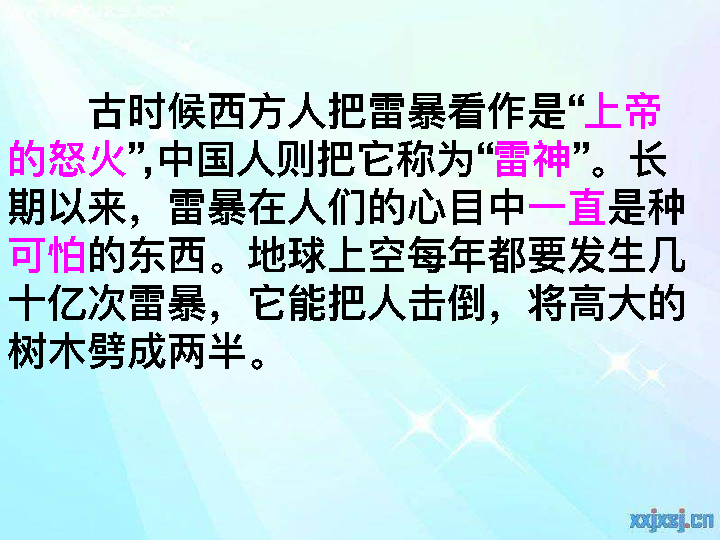 古时候西方人把雷暴看作是“上帝
的怒火”,中国人则把它称为“雷神”。长
期以来，雷暴在人们的心目中一直是种
可怕的东西。地球上空每年都要发生几
十亿次雷暴，它能把人击倒，将高大的
树木劈成两半。
xxjxsj.cn